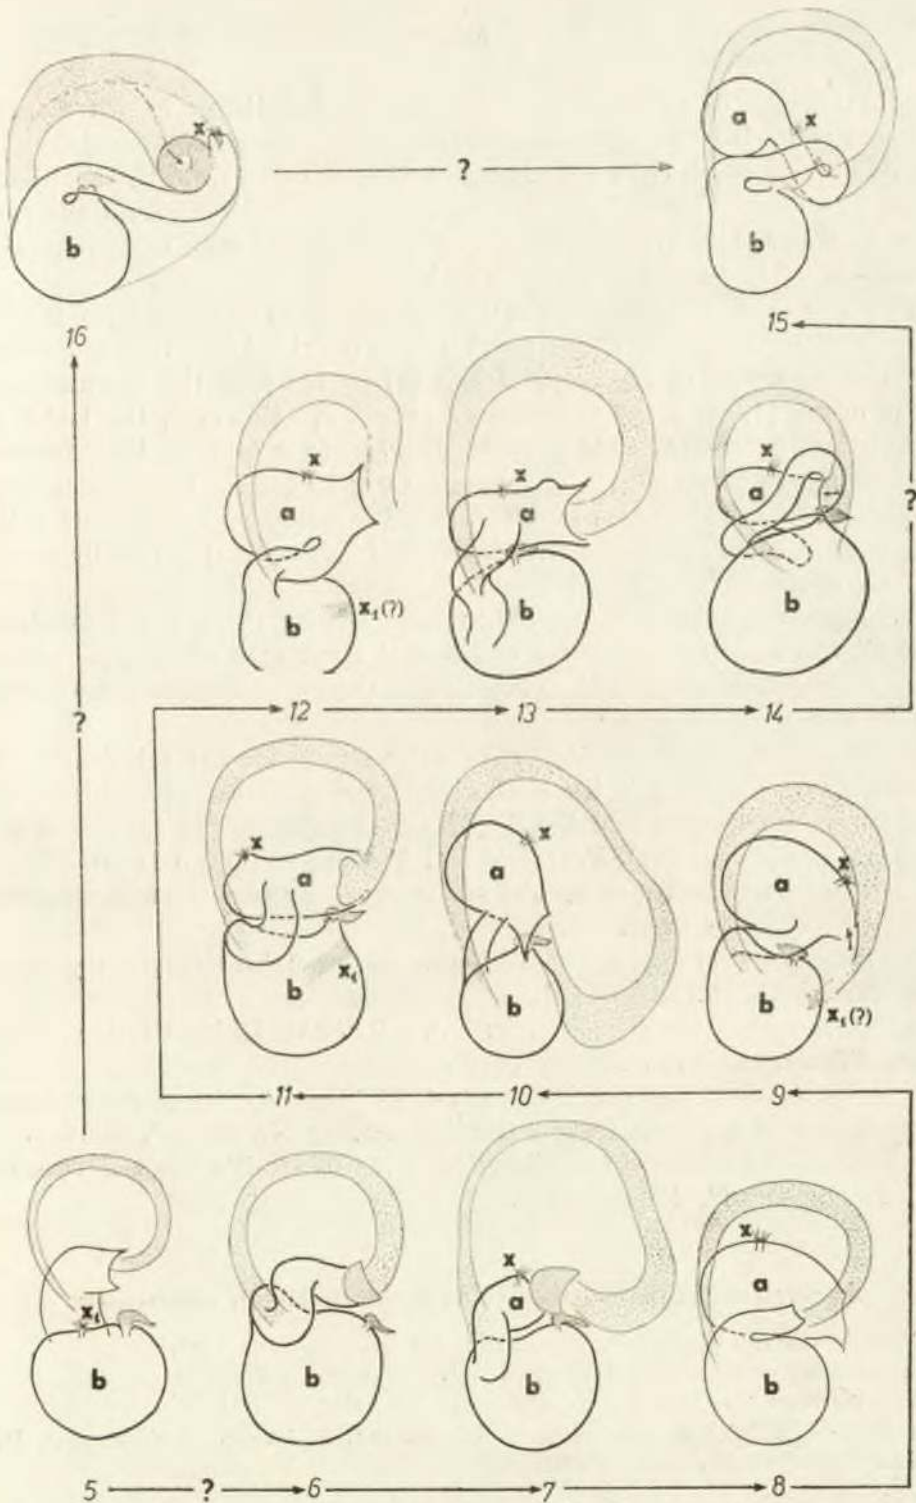 x a x
b ? b
16 15
x x x
a a a
b x₁(?) b b ?
? 12 13 14
x x x
a a a
b x₁ b b x₁(?)
11 10 9
x₁ x a x a
b b b b
5 ? 6 7 8